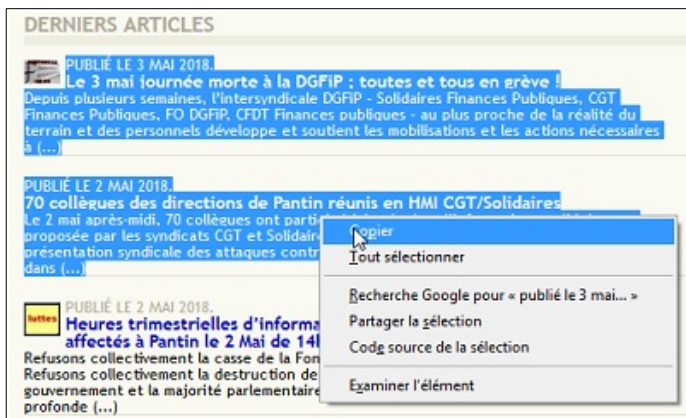 DERNIERS ARTICLES
PUBLIÉ LE 3 MAI 2018.
Le 3 mai journée morte à la DGFiP : toutes et tous en grève !
Depuis plusieurs semaines, l'intersyndicale DGFiP - Solidaires Finances Publiques, CGT
Finances Publiques, FO DGFiP, CFDT Finances publiques - au plus proche de la réalité du
terrain et des personnels développe et soutient les mobilisations et les actions nécessaires
à (...)
PUBLIÉ LE 2 MAI 2018.
70 collègues des directions de Pantin réunis en HMI CGT/Solidaires
Le 2 mai après-midi, 70 collègues ont parti
proposée par les syndicats CGT et Solidaire
présentation syndicale des attaques contr
dans (...)
Copier
Tout sélectionner
Recherche Google pour « publié le 3 mai... »
Partager la sélection
Code source de la sélection
Examiner l'élément
luttes
PUBLIÉ LE 2 MAI 2018.
Heures trimestrielles d'informa
affectés à Pantin le 2 Mai de 14
Refusons collectivement la casse de la Fon
Refusons collectivement la destruction de
gouvernement et la majorité parlementaire
profonde (...)